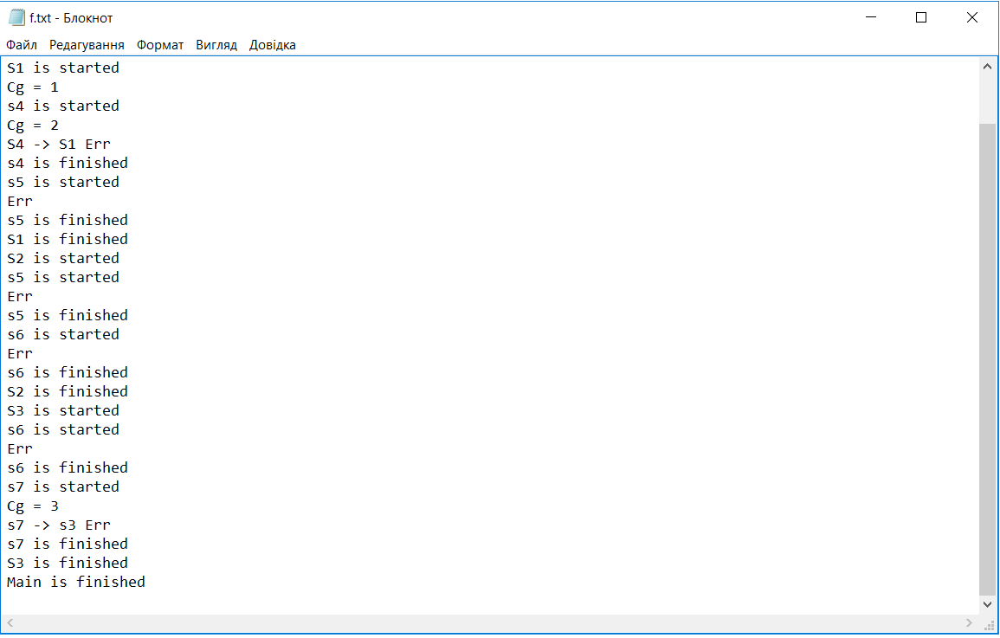 f.txt - Блокнот
Файл Редагування Формат Вигляд Довідка
S1 is started
Cg = 1
s4 is started
Cg = 2
S4 -> S1 Err
s4 is finished
s5 is started
Err
s5 is finished
S1 is finished
S2 is started
s5 is started
Err
s5 is finished
s6 is started
Err
s6 is finished
S2 is finished
S3 is started
s6 is started
Err
s6 is finished
s7 is started
Cg = 3
s7 -> s3 Err
s7 is finished
S3 is finished
Main is finished